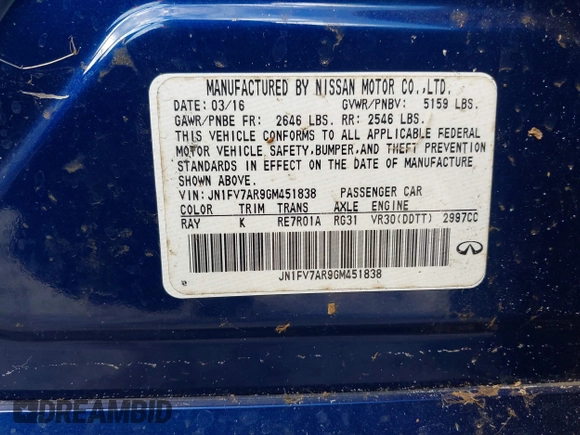 MANUFACTURED BY NISSAN MOTOR CO.,LTD.
DATE: 03/16 GVWR/PNBV: 5159 LBS.
GAWR/PNBE FR: 2646 LBS. RR: 2546 LBS.
THIS VEHICLE CONFORMS TO ALL APPLICABLE FEDERAL
MOTOR VEHICLE SAFETY,BUMPER,AND THEFT PREVENTION
STANDARDS IN EFFECT ON THE DATE OF MANUFACTURE
SHOWN ABOVE.
VIN: JN1FV7AR9GM451838 PASSENGER CAR
COLOR TRIM TRANS AXLE ENGINE
RAY K RE7R01A RG31 VR30(DDTT) 2997CC
JN1FV7AR9GM451838
DREAMBID